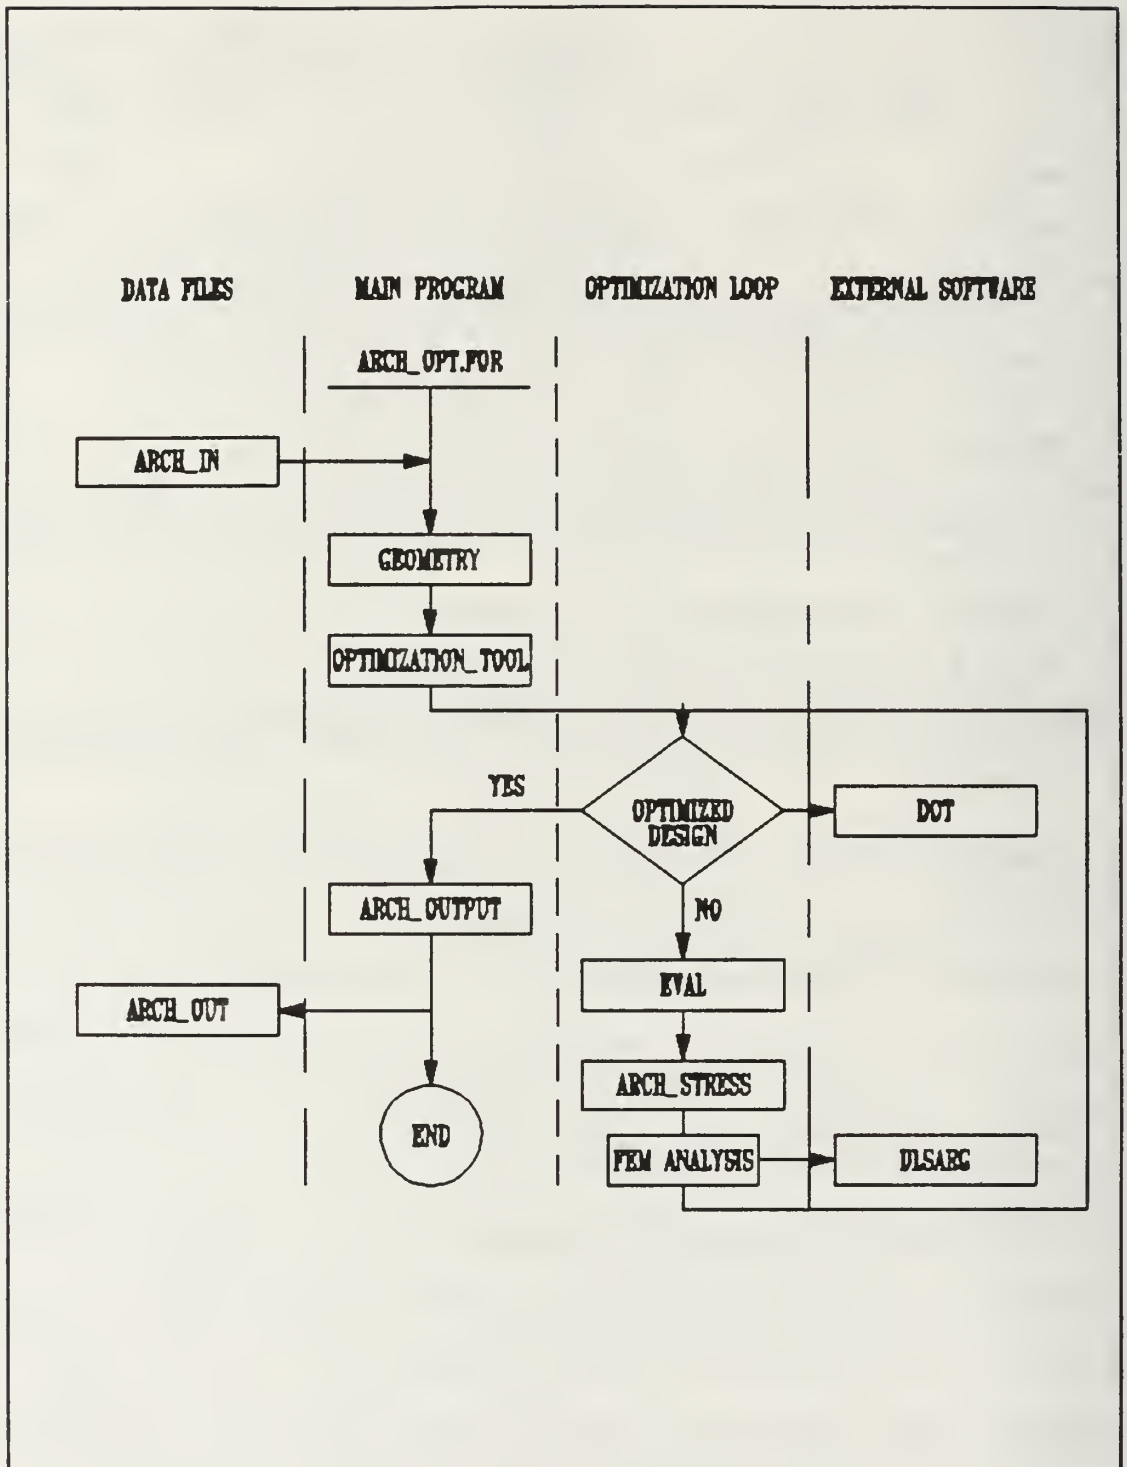 DATA FILES MAIN PROGRAM OPTIMIZATION LOOP EXTERNAL SOFTWARE
ARCH_OPT.FOR
ARCH_IN
GEOMETRY
OPTIMIZATION_TOOL
YES
OPTIMIZED
DESIGN
DOT
ARCH_OUTPUT
NO
EVAL
ARCH_OUT
ARCH_STRESS
END
FEM ANALYSIS
DLSARG